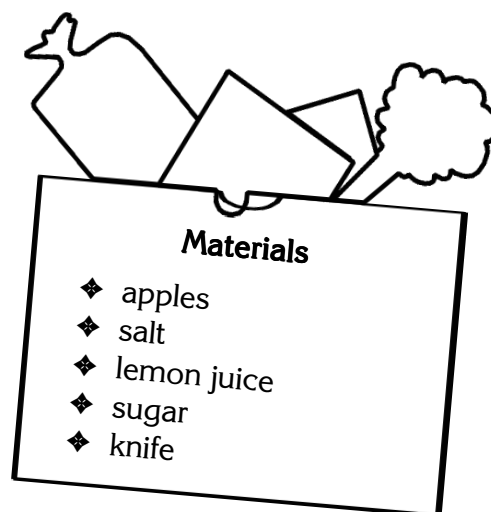 Materials
❖ apples
❖ salt
❖ lemon juice
❖ sugar
❖ knife